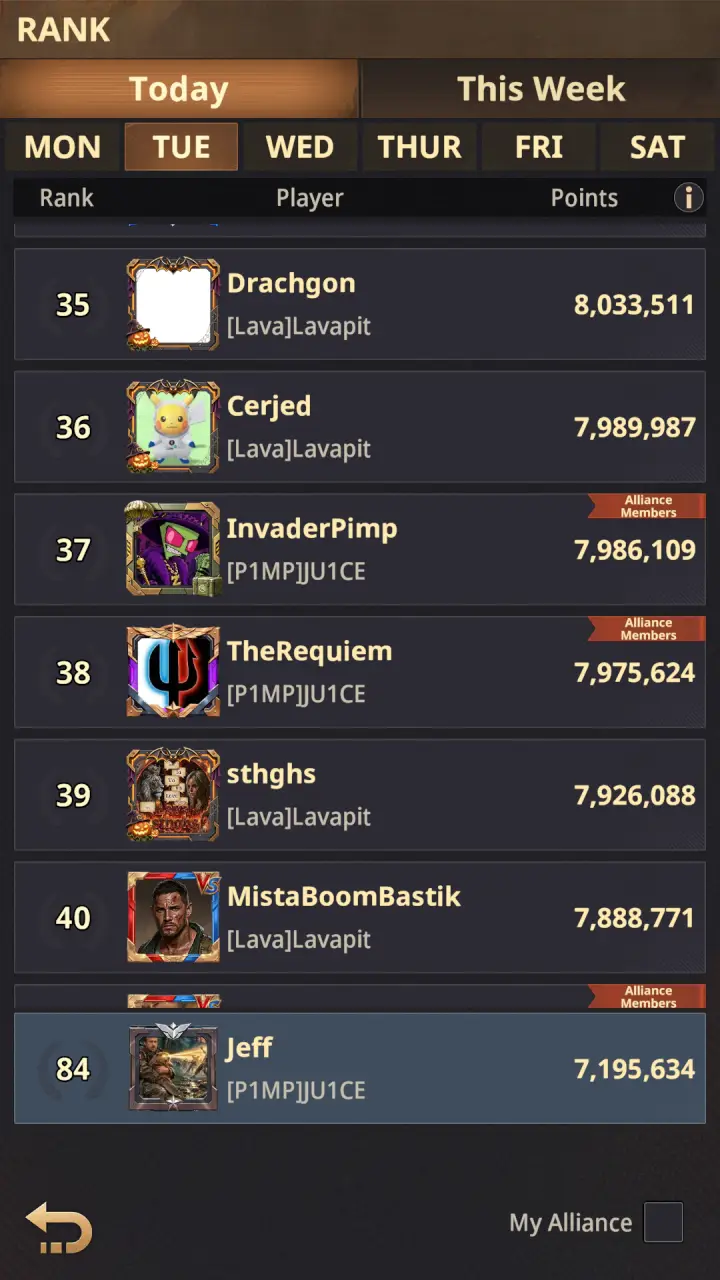 RANK
Today
This Week
MON
TUE
WED
THUR
FRI
SAT
Rank
Player
Points
i
35
Drachgon
[Lava]Lavapit
8,033,511
36
Cerjed
[Lava]Lavapit
7,989,987
37
InvaderPimp
[P1MP]JU1CE
Alliance
Members
7,986,109
38
TheRequiem
[P1MP]JU1CE
Alliance
Members
7,975,624
39
sthghs
[Lava]Lavapit
7,926,088
40
VS
MistaBoomBastik
[Lava]Lavapit
7,888,771
Alliance
Members
84
Jeff
[P1MP]JU1CE
7,195,634
My Alliance